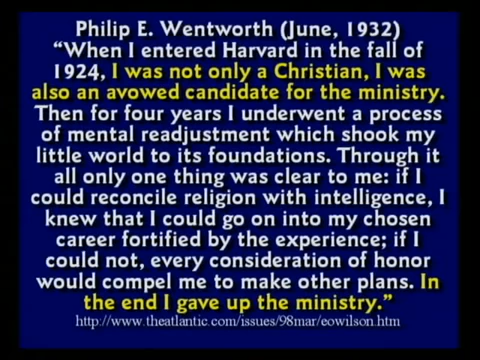 Philip E. Wentworth (June, 1932)
“When I entered Harvard in the fall of
1924, I was not only a Christian, I was
also an avowed candidate for the ministry.
Then for four years I underwent a process
of mental readjustment which shook my
little world to its foundations. Through it
all only one thing was clear to me: if I
could reconcile religion with intelligence, I
knew that I could go on into my chosen
career fortified by the experience; if I
could not, every consideration of honor
would compel me to make other plans. In
the end I gave up the ministry.”
http://www.theatlantic.com/issues/98mar/eowilson.htm